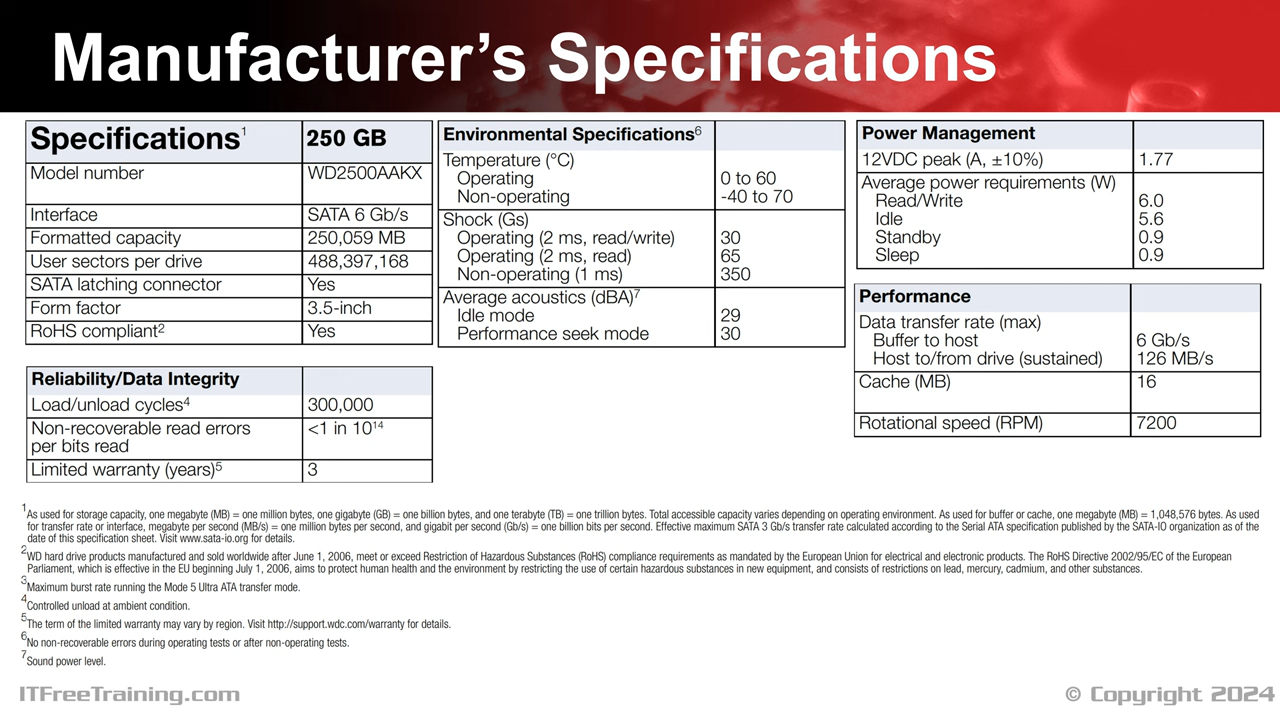 Manufacturer's Specifications
Specifications1 250 GB
Model number WD2500AAKX
Interface SATA 6 Gb/s
Formatted capacity 250,059 MB
User sectors per drive 488,397,168
SATA latching connector Yes
Form factor 3.5-inch
RoHS compliant2 Yes
Reliability/Data Integrity
Load/unload cycles4 300,000
Non-recoverable read errors <1 in 1014
per bits read
Limited warranty (years)5 3
Environmental Specifications6
Temperature (°C)
Operating 0 to 60
Non-operating -40 to 70
Shock (Gs)
Operating (2 ms, read/write) 30
Operating (2 ms, read) 65
Non-operating (1 ms) 350
Average acoustics (dBA)7
Idle mode 29
Performance seek mode 30
Power Management
12VDC peak (A, ±10%) 1.77
Average power requirements (W)
Read/Write 6.0
Idle 5.6
Standby 0.9
Sleep 0.9
Performance
Data transfer rate (max)
Buffer to host 6 Gb/s
Host to/from drive (sustained) 126 MB/s
Cache (MB) 16
Rotational speed (RPM) 7200
1As used for storage capacity, one megabyte (MB) = one million bytes, one gigabyte (GB) = one billion bytes, and one terabyte (TB) = one trillion bytes. Total accessible capacity varies depending on operating environment. As used for buffer or cache, one megabyte (MB) = 1,048,576 bytes. As used
for transfer rate or interface, megabyte per second (MB/s) = one million bytes per second, and gigabit per second (Gb/s) = one billion bits per second. Effective maximum SATA 3 Gb/s transfer rate calculated according to the Serial ATA specification published by the SATA-IO organization as of the
date of this specification sheet. Visit www.sata-io.org for details.
2WD hard drive products manufactured and sold worldwide after June 1, 2006, meet or exceed Restriction of Hazardous Substances (RoHS) compliance requirements as mandated by the European Union for electrical and electronic products. The RoHS Directive 2002/95/EC of the European
Parliament, which is effective in the EU beginning July 1, 2006, aims to protect human health and the environment by restricting the use of certain hazardous substances in new equipment, and consists of restrictions on lead, mercury, cadmium, and other substances.
3Maximum burst rate running the Mode 5 Ultra ATA transfer mode.
4Controlled unload at ambient condition.
5The term of the limited warranty may vary by region. Visit http://support.wdc.com/warranty for details.
6No non-recoverable errors during operating tests or after non-operating tests.
7Sound power level.
ITFreeTraining.com © Copyright 2024